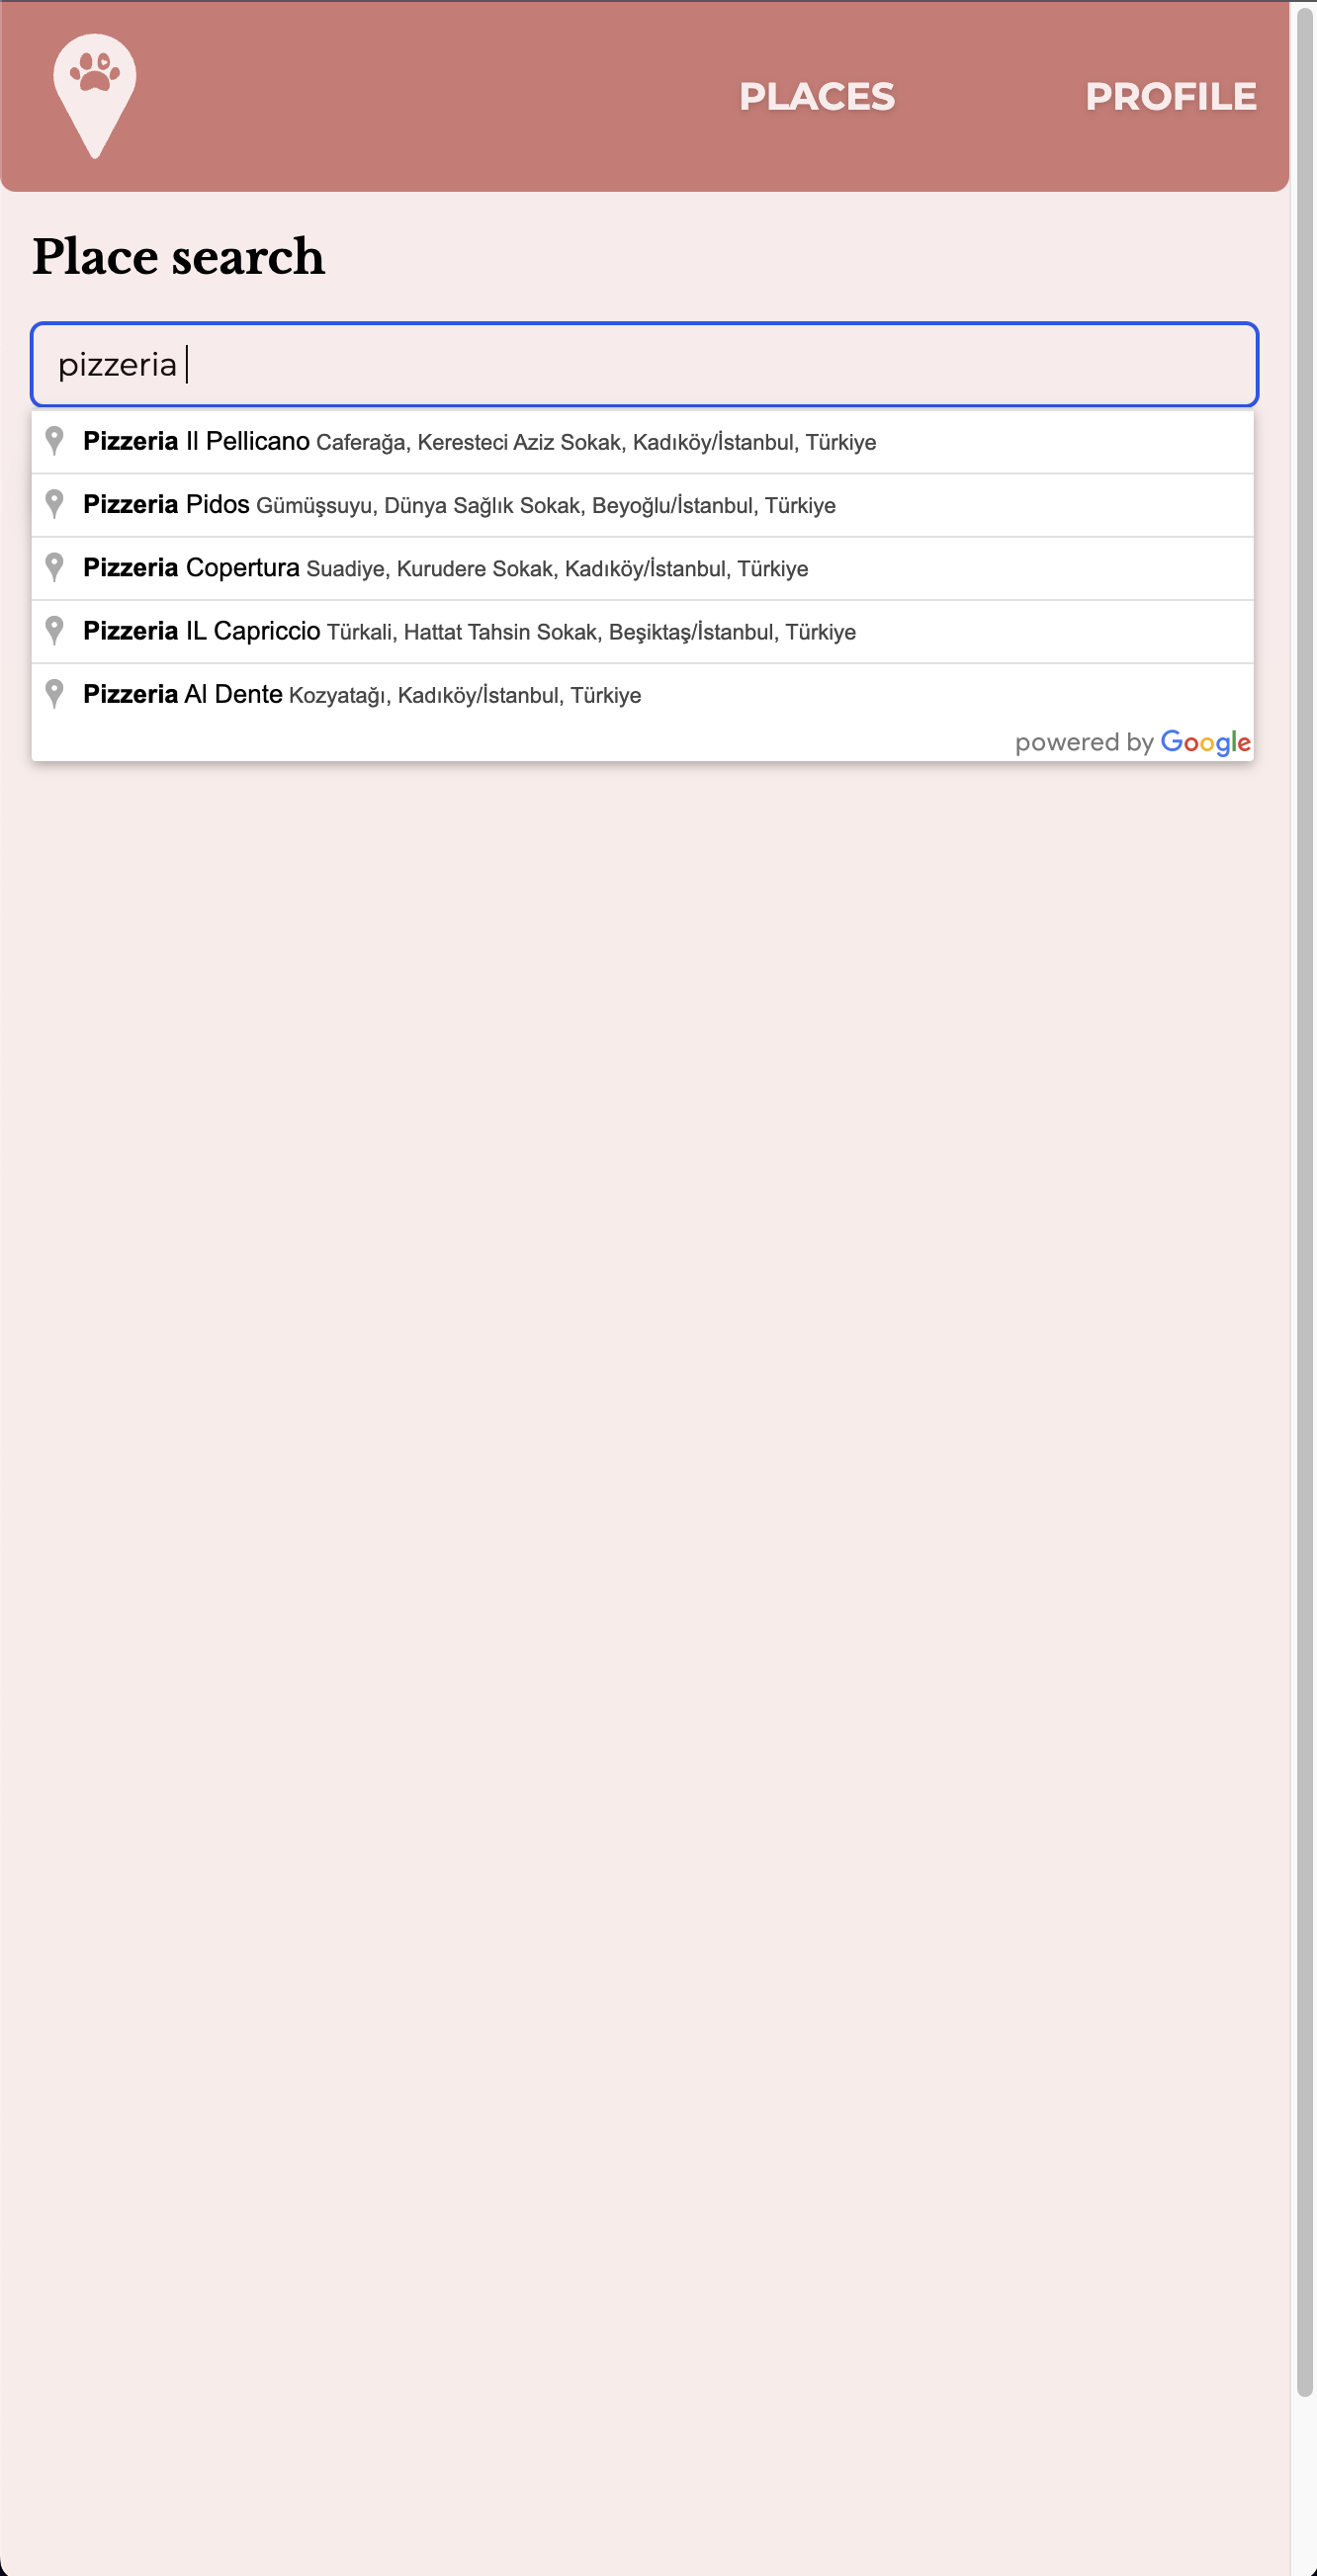 PLACES PROFILE
Place search
pizzeria
Pizzeria Il Pellicano Caferağa, Keresteci Aziz Sokak, Kadıköy/İstanbul, Türkiye
Pizzeria Pidos Gümüşsuyu, Dünya Sağlık Sokak, Beyoğlu/İstanbul, Türkiye
Pizzeria Copertura Suadiye, Kurudere Sokak, Kadıköy/İstanbul, Türkiye
Pizzeria IL Capriccio Türkali, Hattat Tahsin Sokak, Beşiktaş/İstanbul, Türkiye
Pizzeria Al Dente Kozyatağı, Kadıköy/İstanbul, Türkiye
powered by Google